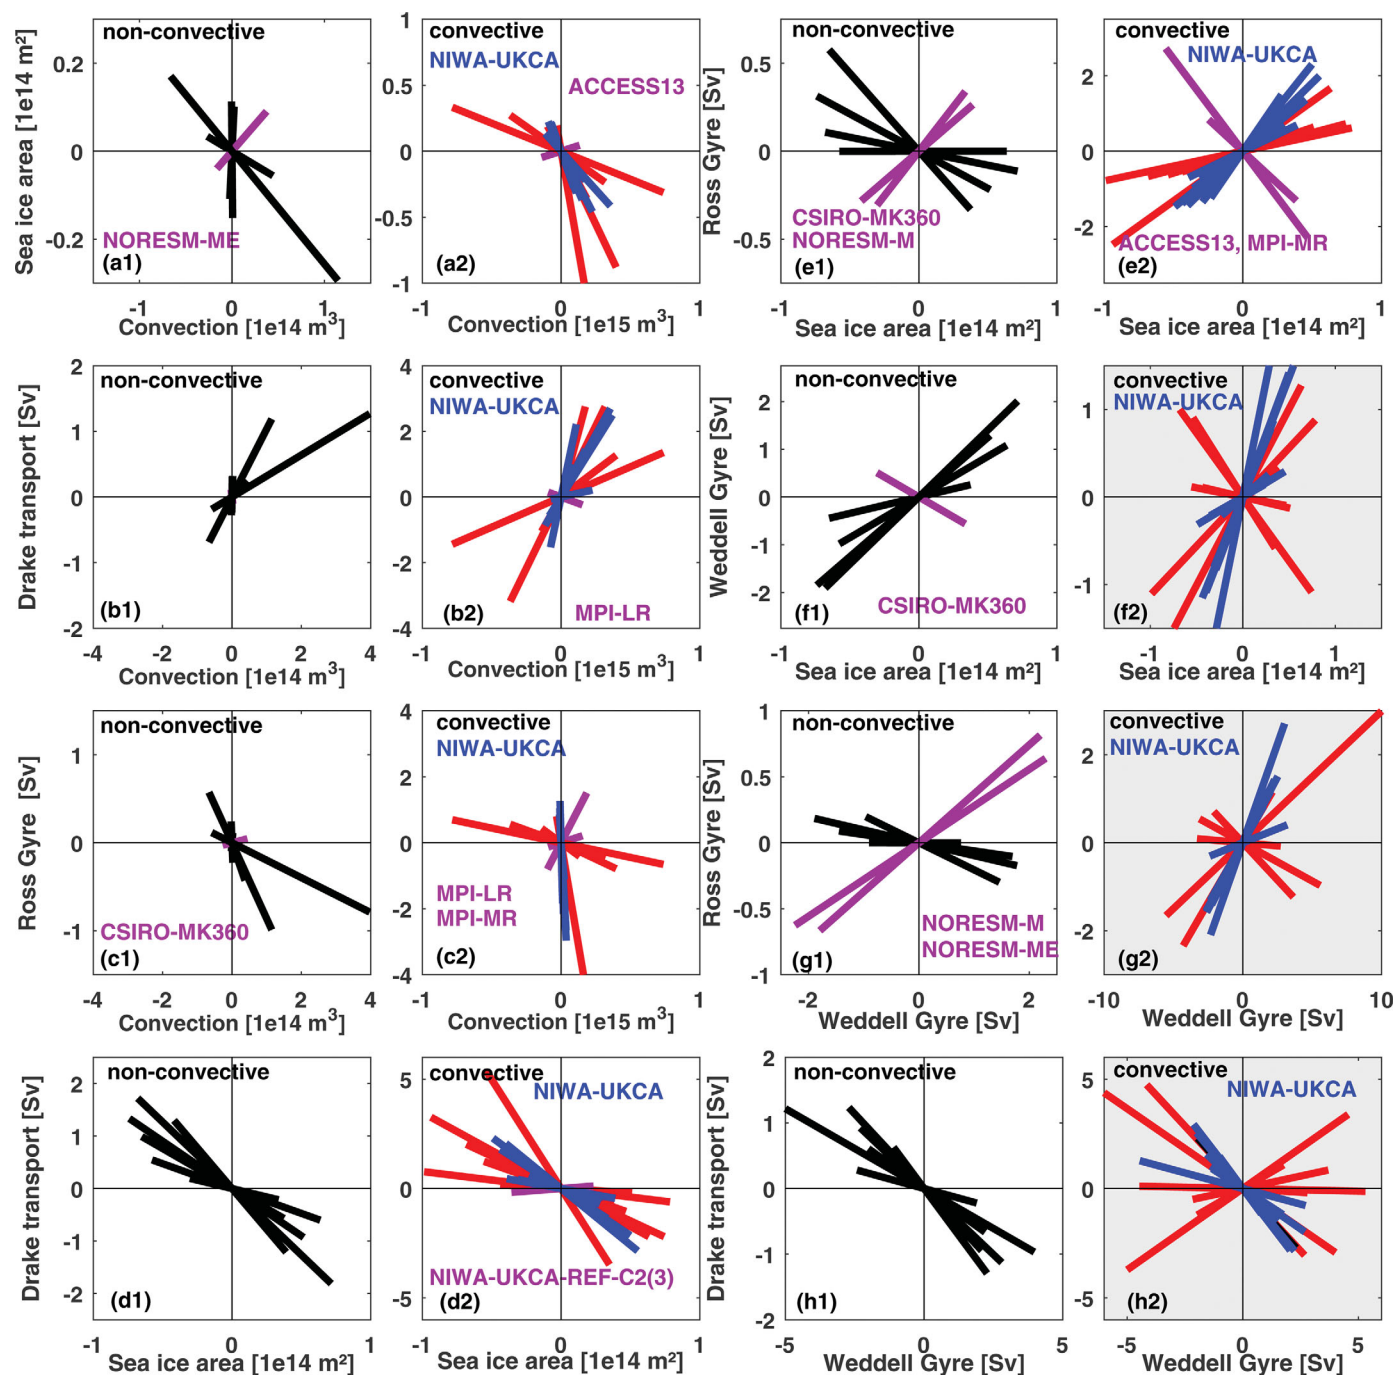 non-convective
NORESM-ME
(a1)
0.2
0
-0.2
-1
0
1
Sea ice area [1e14 m²]
Convection [1e14 m³]
convective
NIWA-UKCA
ACCESS13
(a2)
1
0.5
0
-0.5
-1
-1
0
1
Convection [1e15 m³]
non-convective
CSIRO-MK360
NORESM-M
(e1)
0.5
0
-0.5
-1
0
1
Ross Gyre [Sv]
Sea ice area [1e14 m²]
convective
NIWA-UKCA
ACCESS13, MPI-MR
(e2)
2
0
-2
-1
0
1
Sea ice area [1e14 m²]
non-convective
(b1)
2
1
0
-1
-2
-4
-2
0
2
4
Drake transport [Sv]
Convection [1e14 m³]
convective
NIWA-UKCA
MPI-LR
(b2)
4
2
0
-2
-4
-1
0
1
Convection [1e15 m³]
non-convective
CSIRO-MK360
(f1)
2
1
0
-1
-2
-1
0
1
Weddell Gyre [Sv]
Sea ice area [1e14 m²]
convective
NIWA-UKCA
(f2)
1
0
-1
-1
0
1
Sea ice area [1e14 m²]
non-convective
CSIRO-MK360
(c1)
1
0
-1
-4
-2
0
2
4
Ross Gyre [Sv]
Convection [1e14 m³]
convective
NIWA-UKCA
MPI-LR
MPI-MR
(c2)
4
2
0
-2
-4
-1
0
1
Convection [1e15 m³]
non-convective
NORESM-M
NORESM-ME
(g1)
1
0.5
0
-0.5
-1
-2
0
2
Ross Gyre [Sv]
Weddell Gyre [Sv]
convective
NIWA-UKCA
(g2)
2
0
-2
-10
0
10
Weddell Gyre [Sv]
non-convective
(d1)
2
1
0
-1
-2
-1
0
1
Drake transport [Sv]
Sea ice area [1e14 m²]
convective
NIWA-UKCA
NIWA-UKCA-REF-C2(3)
(d2)
5
0
-5
-1
0
1
Sea ice area [1e14 m²]
non-convective
(h1)
2
1
0
-1
-2
-5
0
5
Drake transport [Sv]
Weddell Gyre [Sv]
convective
NIWA-UKCA
(h2)
5
0
-5
-5
0
5
Weddell Gyre [Sv]